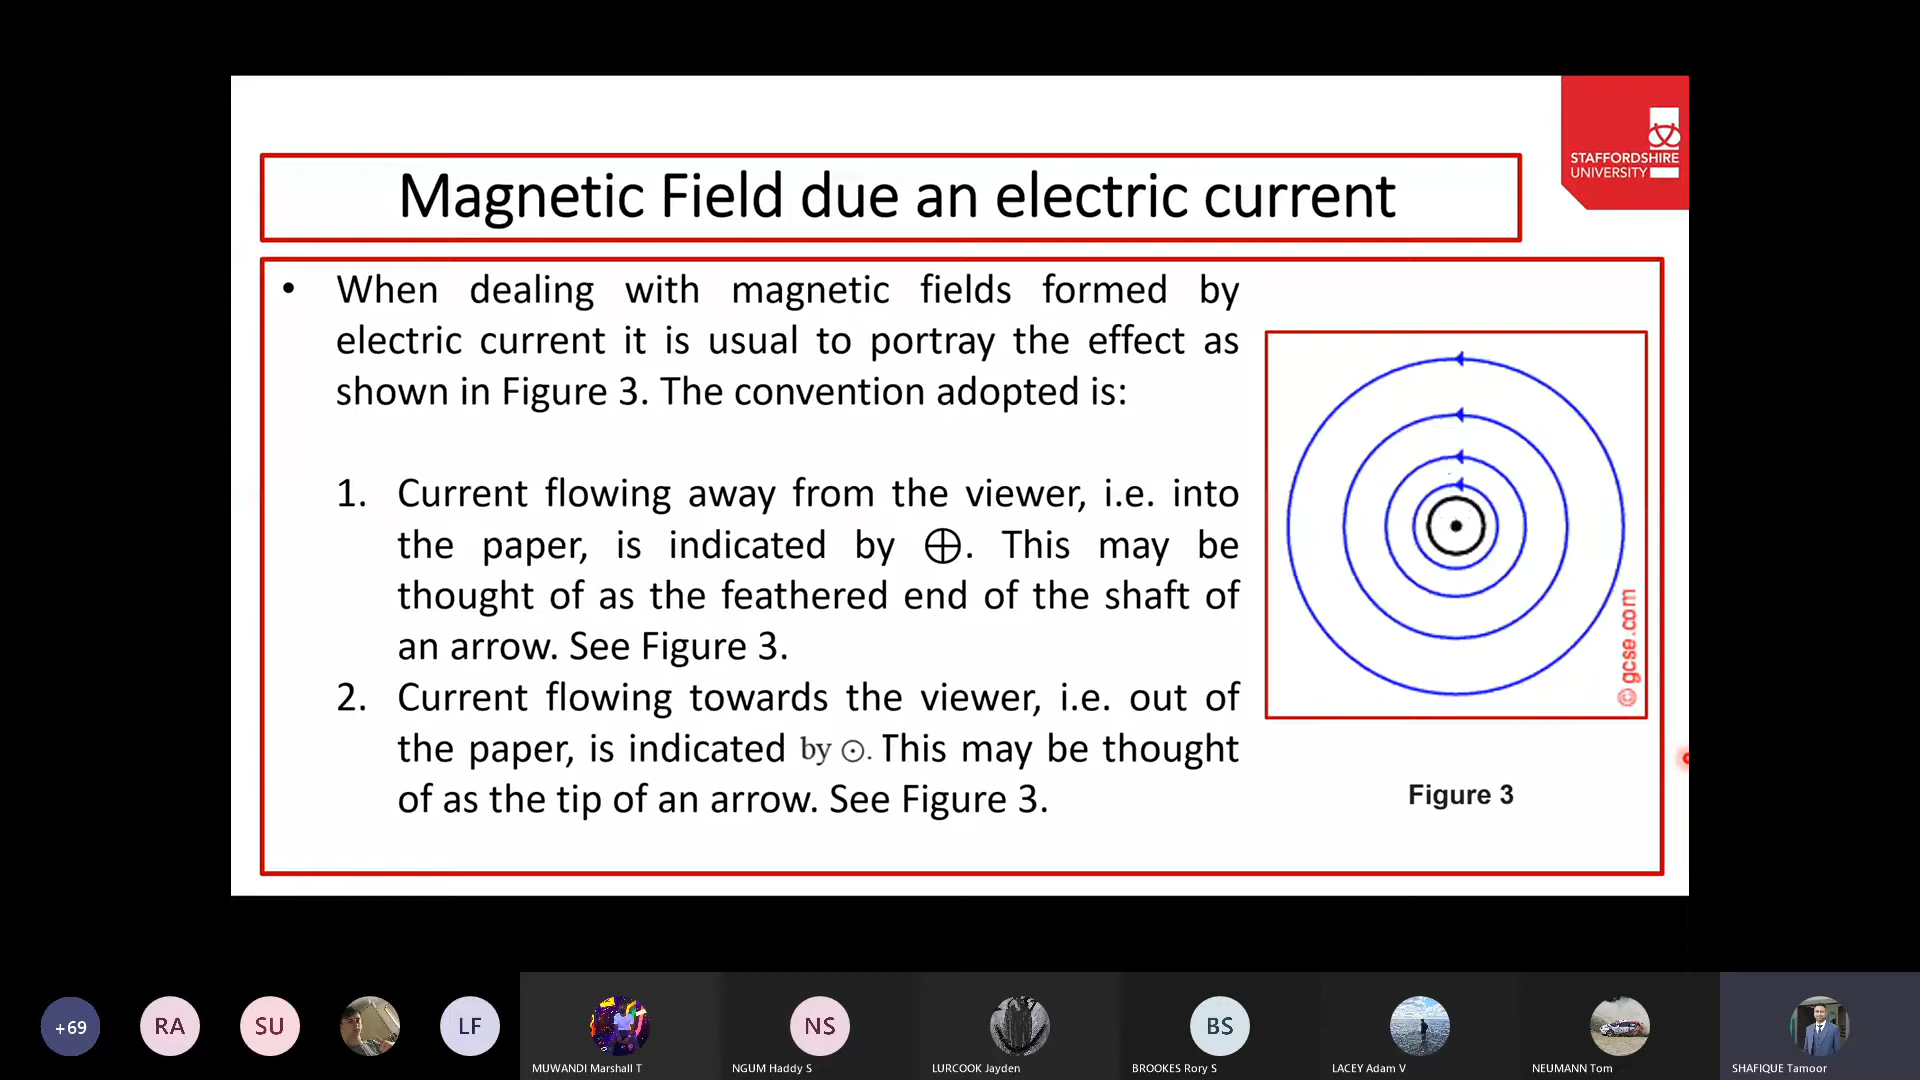 STAFFORDSHIRE
UNIVERSITY
Magnetic Field due an electric current
• When dealing with magnetic fields formed by
electric current it is usual to portray the effect as
shown in Figure 3. The convention adopted is:
1. Current flowing away from the viewer, i.e. into
the paper, is indicated by ⊕. This may be
thought of as the feathered end of the shaft of
an arrow. See Figure 3.
2. Current flowing towards the viewer, i.e. out of
the paper, is indicated by ⊙. This may be thought
of as the tip of an arrow. See Figure 3.
© gcse.com
Figure 3
+69
RA
SU
LF
MUWANDI Marshall T
NS
NGUM Haddy S
LURCOOK Jayden
BS
BROOKES Rory S
LACEY Adam V
NEUMANN Tom
SHAFIQUE Tamoor